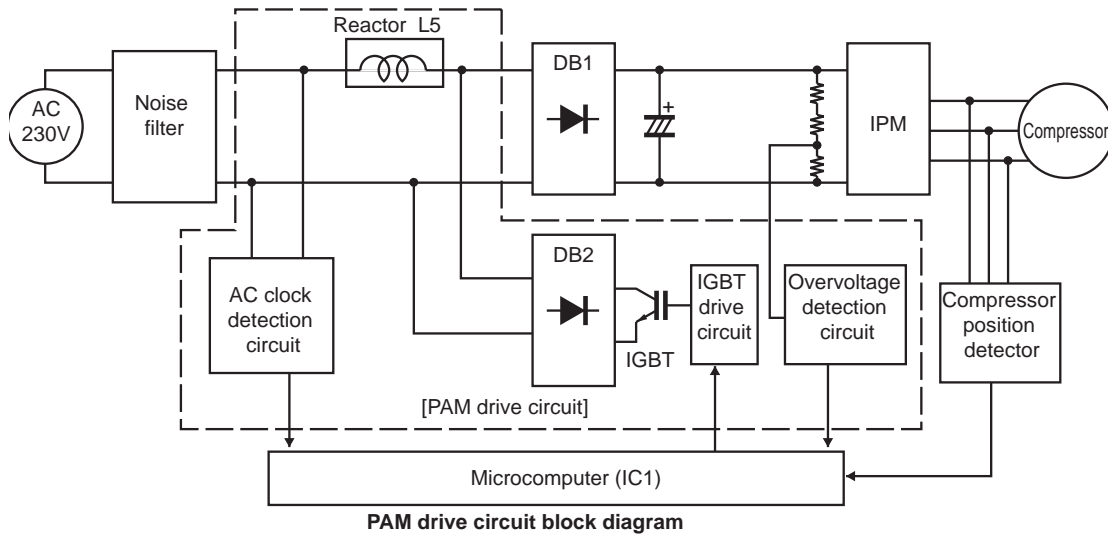 Reactor L5
AC
230V
Noise
filter
DB1
+
IPM
Compressor
AC clock
detection
circuit
DB2
IGBT
IGBT
drive
circuit
Overvoltage
detection
circuit
Compressor
position
detector
[PAM drive circuit]
Microcomputer (IC1)
PAM drive circuit block diagram